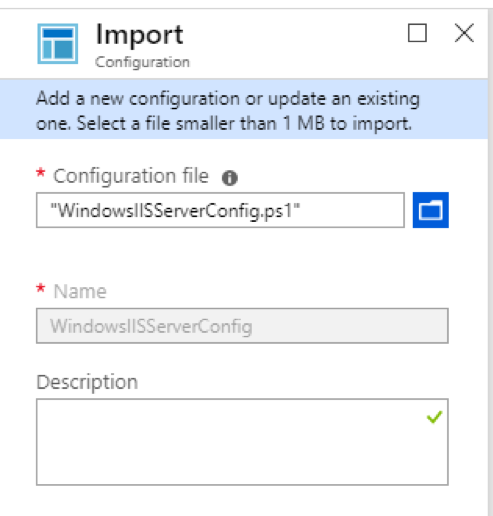 Import
Configuration
Add a new configuration or update an existing
one. Select a file smaller than 1 MB to import.
* Configuration file
"WindowsIISServerConfig.ps1"
* Name
WindowsIISServerConfig
Description